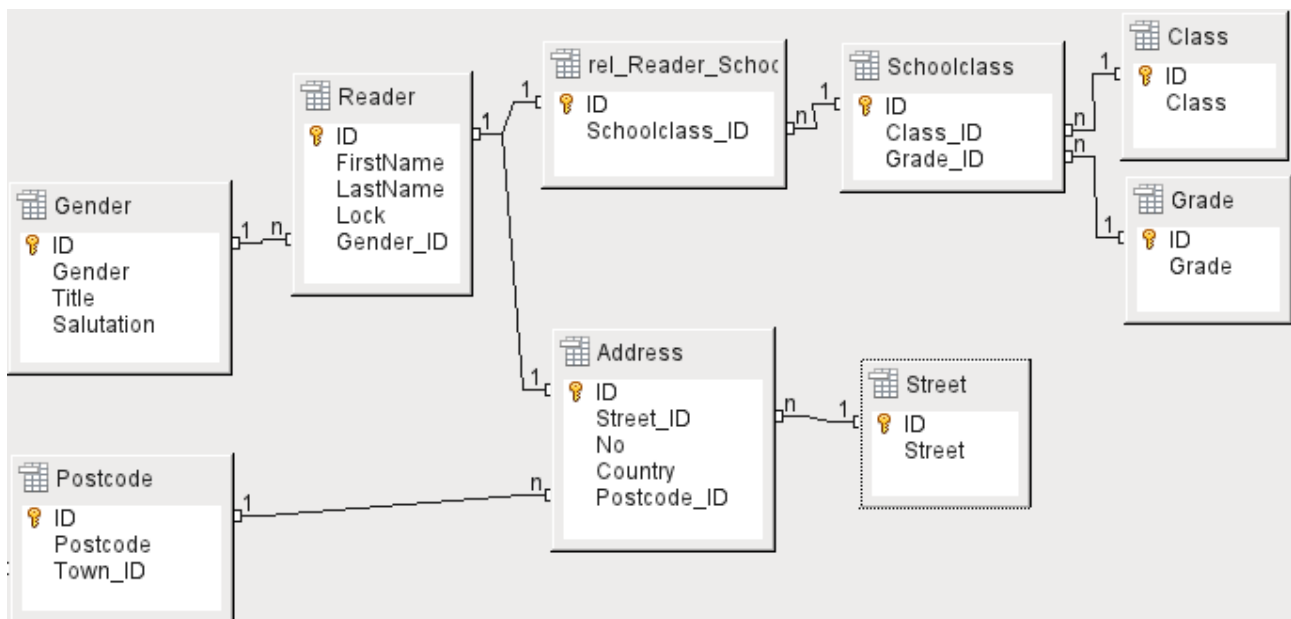 Gender
ID
Gender
Title
Salutation
1
n
Reader
ID
FirstName
LastName
Lock
Gender_ID
1
1
rel_Reader_Schoo
ID
Schoolclass_ID
n
1
Schoolclass
ID
Class_ID
Grade_ID
n
n
1
Class
ID
Class
1
Grade
ID
Grade
Postcode
ID
Postcode
Town_ID
1
n
1
Address
ID
Street_ID
No
Country
Postcode_ID
n
1
Street
ID
Street